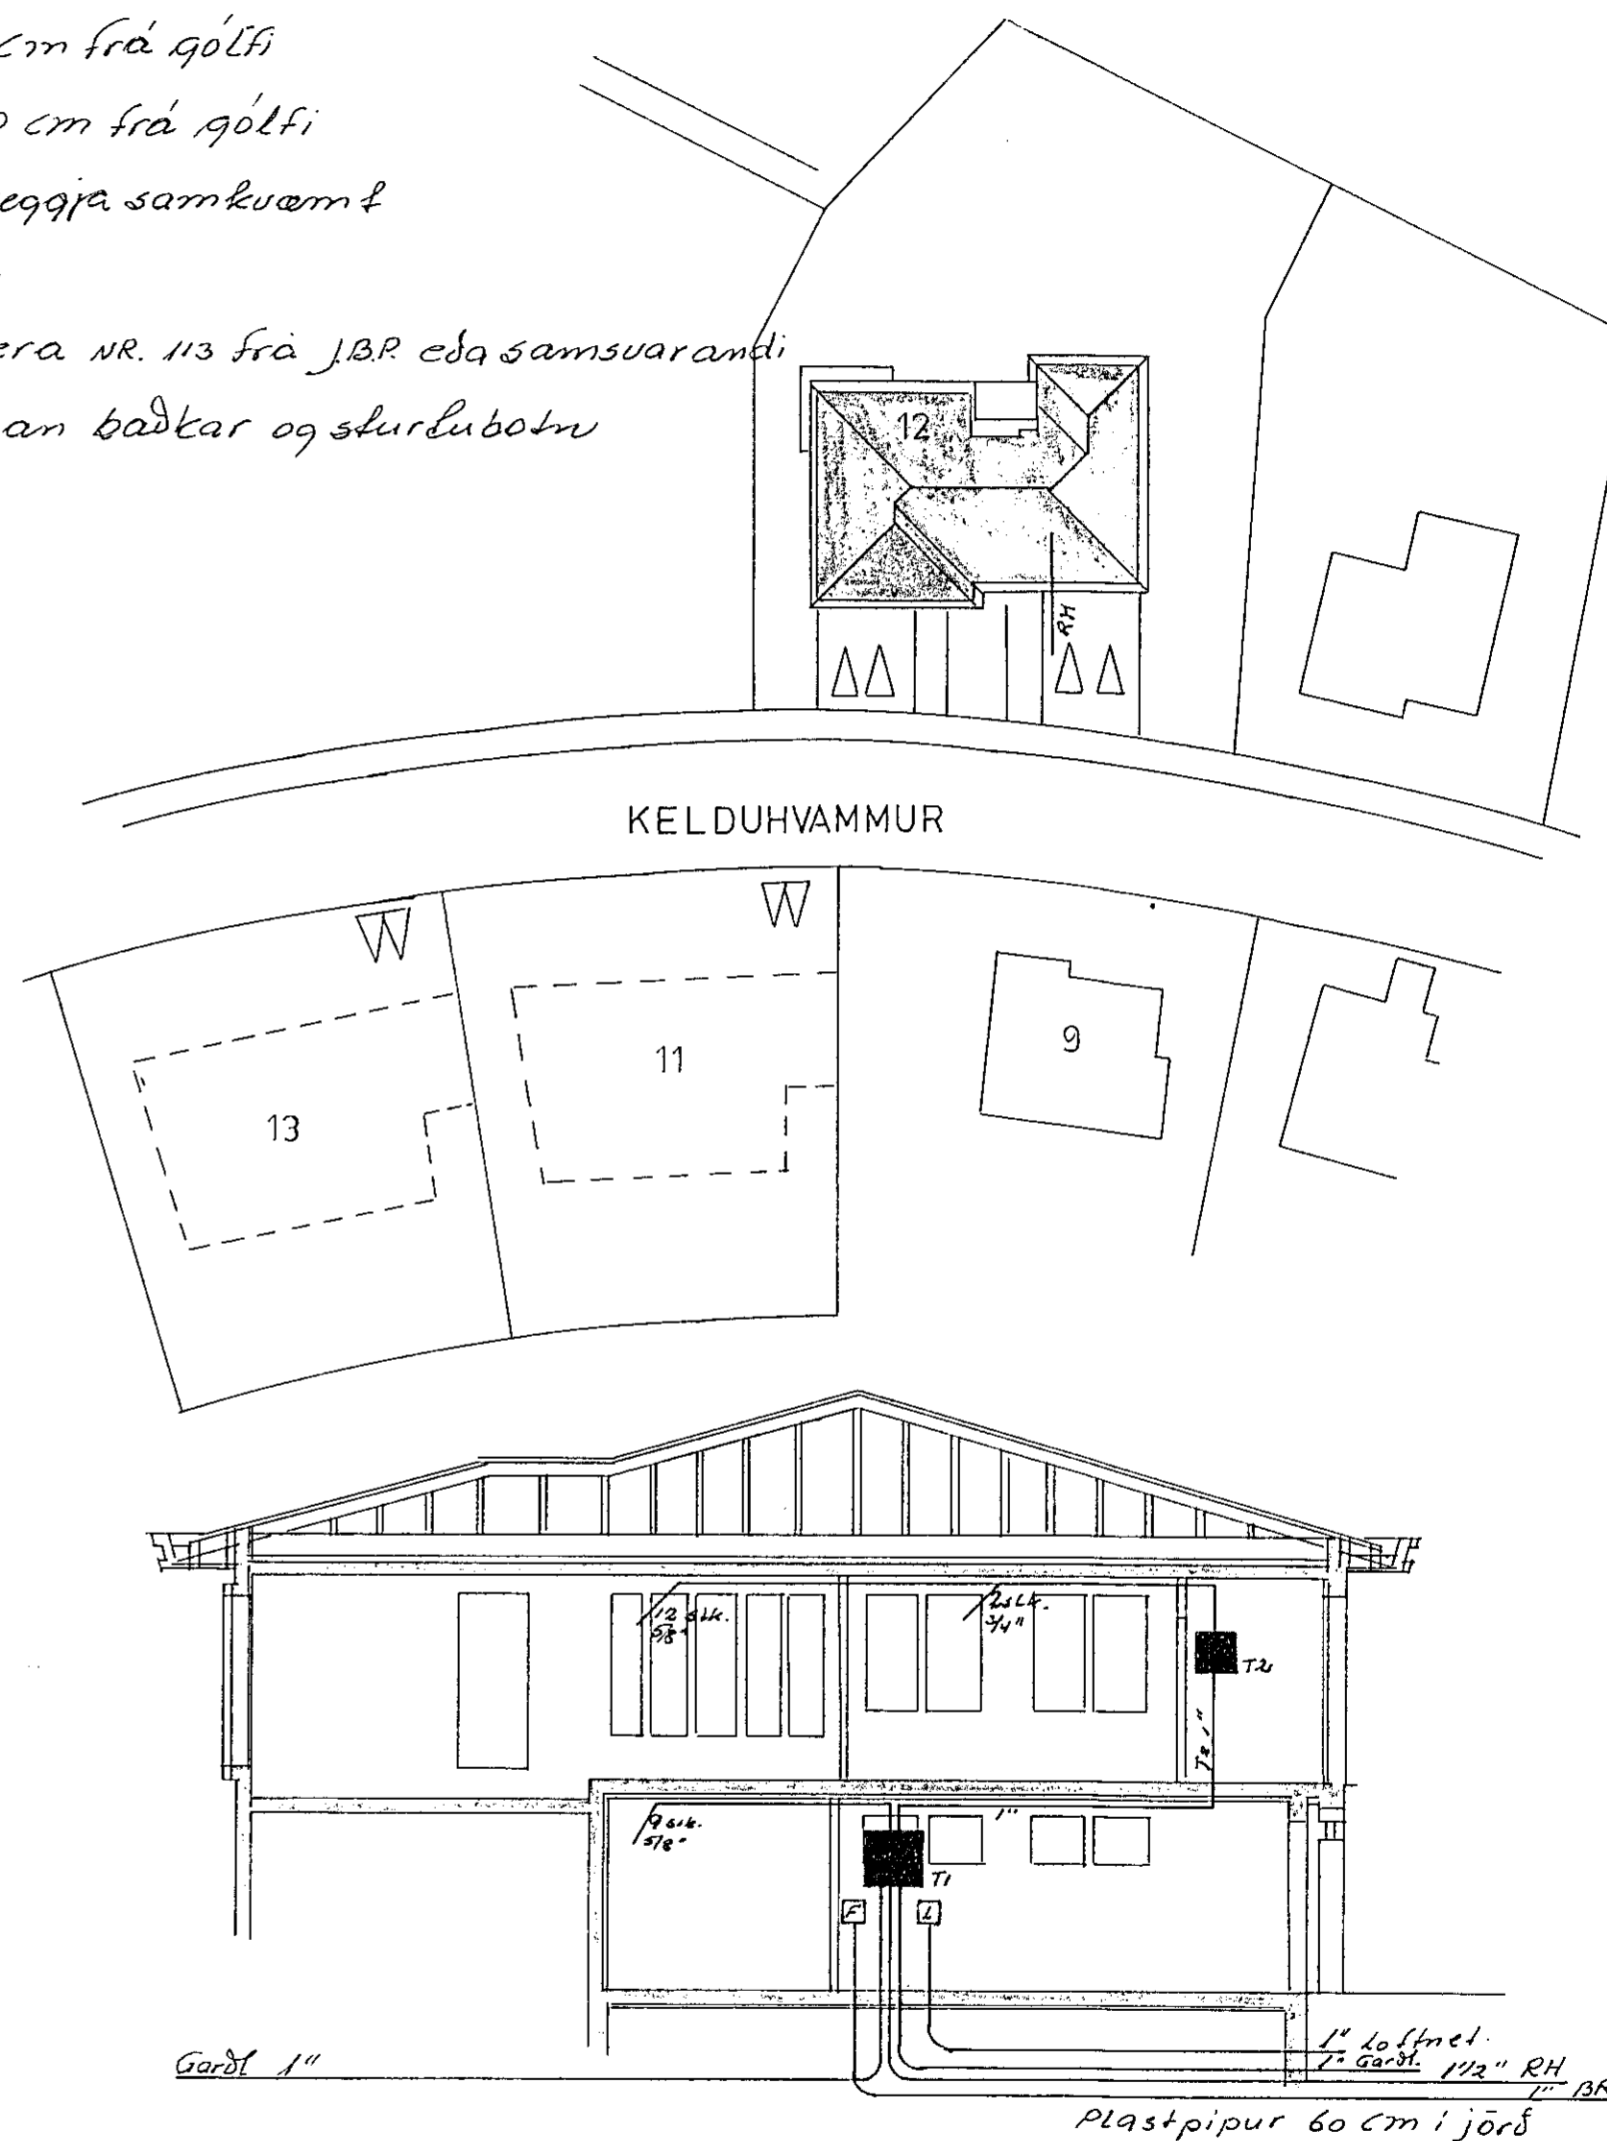 cm frá gólfi
cm frá gólfi
eggja samkvæmt
era NR. 113 frá J.B.P. eða samsvarandi
an baðkar og sturtubotn
12
RH
KELDUHVAMMUR
13
11
9
12 stk.
5/8"
2 stk.
3/4"
T2
T2 1"
9 stk.
5/8"
1"
T1
F
L
Garðl 1"
1" Loftnet.
1" Garðl.
1 1/2" RH
1" BR
Plastpipur 60 cm i jörð